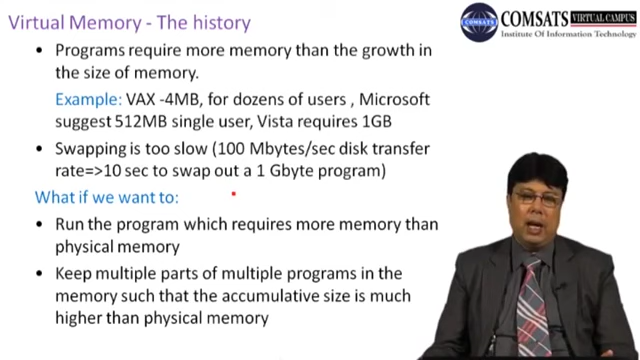 Virtual Memory - The history
COMSATS VIRTUAL CAMPUS
Institute Of Information Technology
• Programs require more memory than the growth in
the size of memory.
Example: VAX -4MB, for dozens of users , Microsoft
suggest 512MB single user, Vista requires 1GB
• Swapping is too slow (100 Mbytes/sec disk transfer
rate=>10 sec to swap out a 1 Gbyte program)
What if we want to:
• Run the program which requires more memory than
physical memory
• Keep multiple parts of multiple programs in the
memory such that the accumulative size is much
higher than physical memory